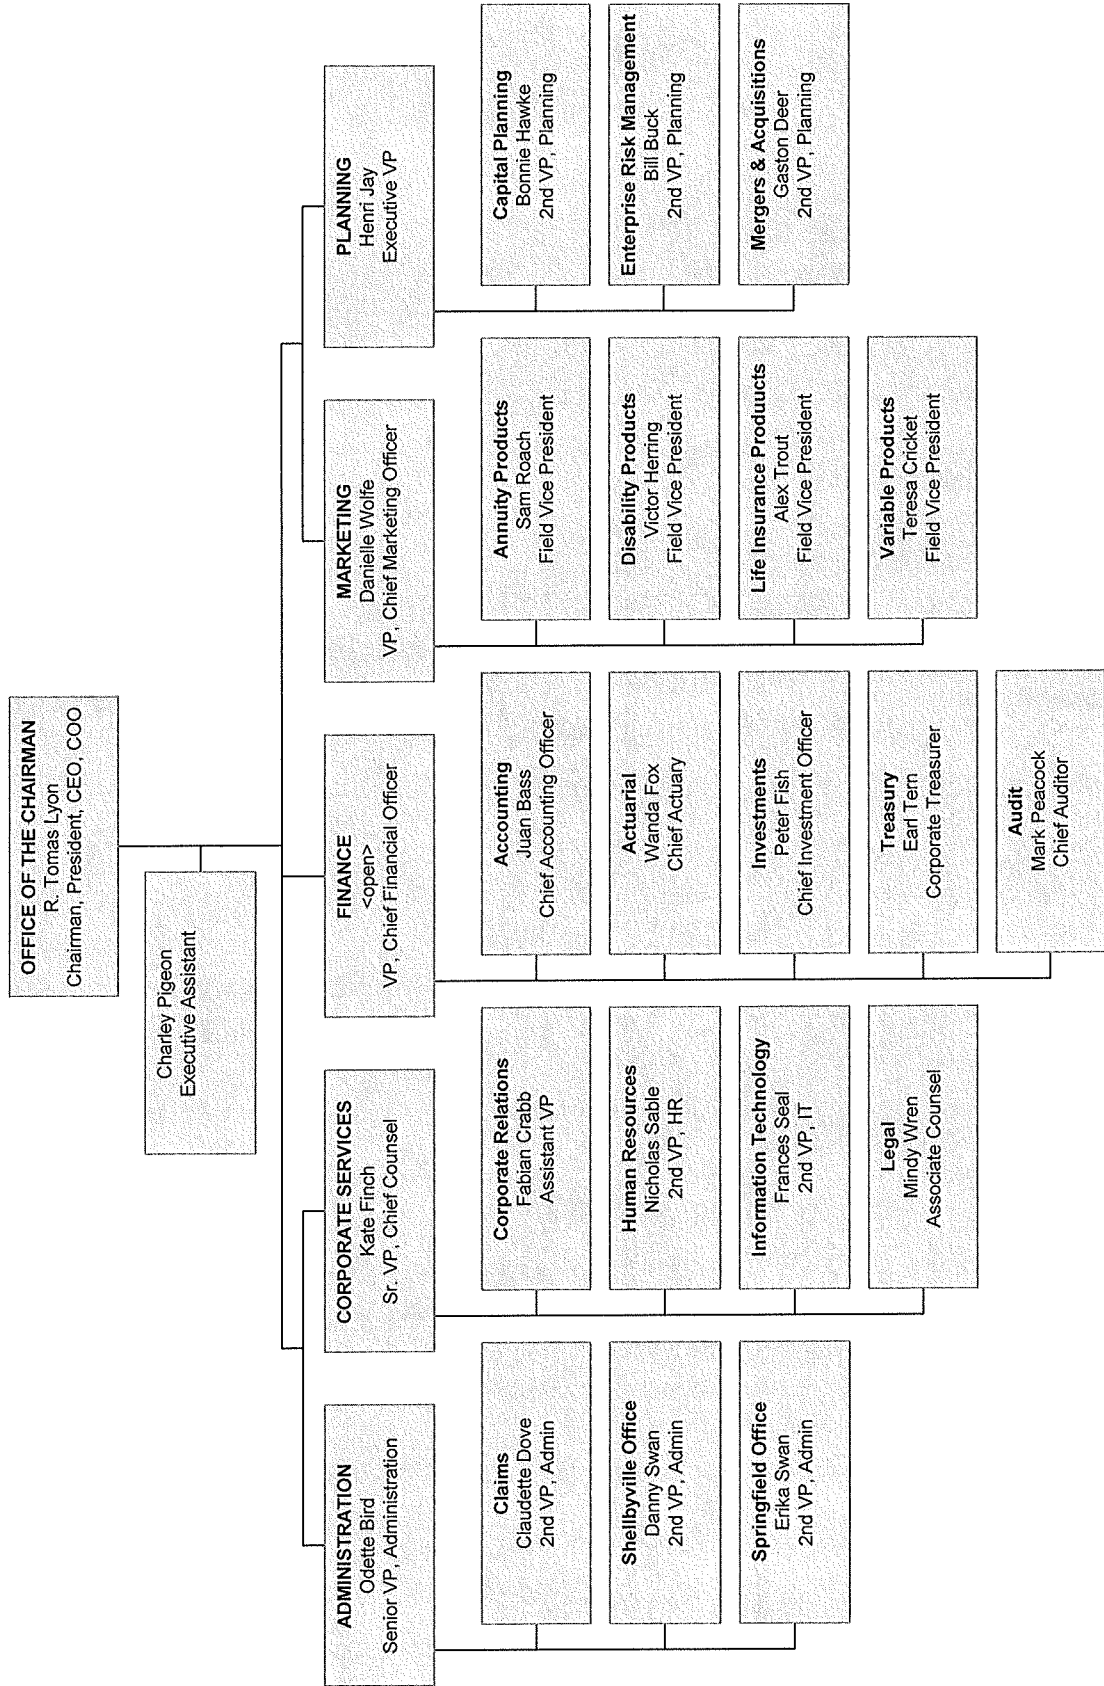 OFFICE OF THE CHAIRMAN
R. Tomas Lyon
Chairman, President, CEO, COO
Charley Pigeon
Executive Assistant
ADMINISTRATION
Odette Bird
Senior VP, Administration
Claims
Claudette Dove
2nd VP, Admin
Shellbyville Office
Danny Swan
2nd VP, Admin
Springfield Office
Erika Swan
2nd VP, Admin
CORPORATE SERVICES
Kate Finch
Sr. VP, Chief Counsel
Corporate Relations
Fabian Crabb
Assistant VP
Human Resources
Nicholas Sable
2nd VP, HR
Information Technology
Frances Seal
2nd VP, IT
Legal
Mindy Wren
Associate Counsel
FINANCE
<open>
VP, Chief Financial Officer
Accounting
Juan Bass
Chief Accounting Officer
Actuarial
Wanda Fox
Chief Actuary
Investments
Peter Fish
Chief Investment Officer
Treasury
Earl Tern
Corporate Treasurer
Audit
Mark Peacock
Chief Auditor
MARKETING
Danielle Wolfe
VP, Chief Marketing Officer
Annuity Products
Sam Roach
Field Vice President
Disability Products
Victor Herring
Field Vice President
Life Insurance Produucts
Alex Trout
Field Vice President
Variable Products
Teresa Cricket
Field Vice President
PLANNING
Henri Jay
Executive VP
Capital Planning
Bonnie Hawke
2nd VP, Planning
Enterprise Risk Management
Bill Buck
2nd VP, Planning
Mergers & Acquisitions
Gaston Deer
2nd VP, Planning